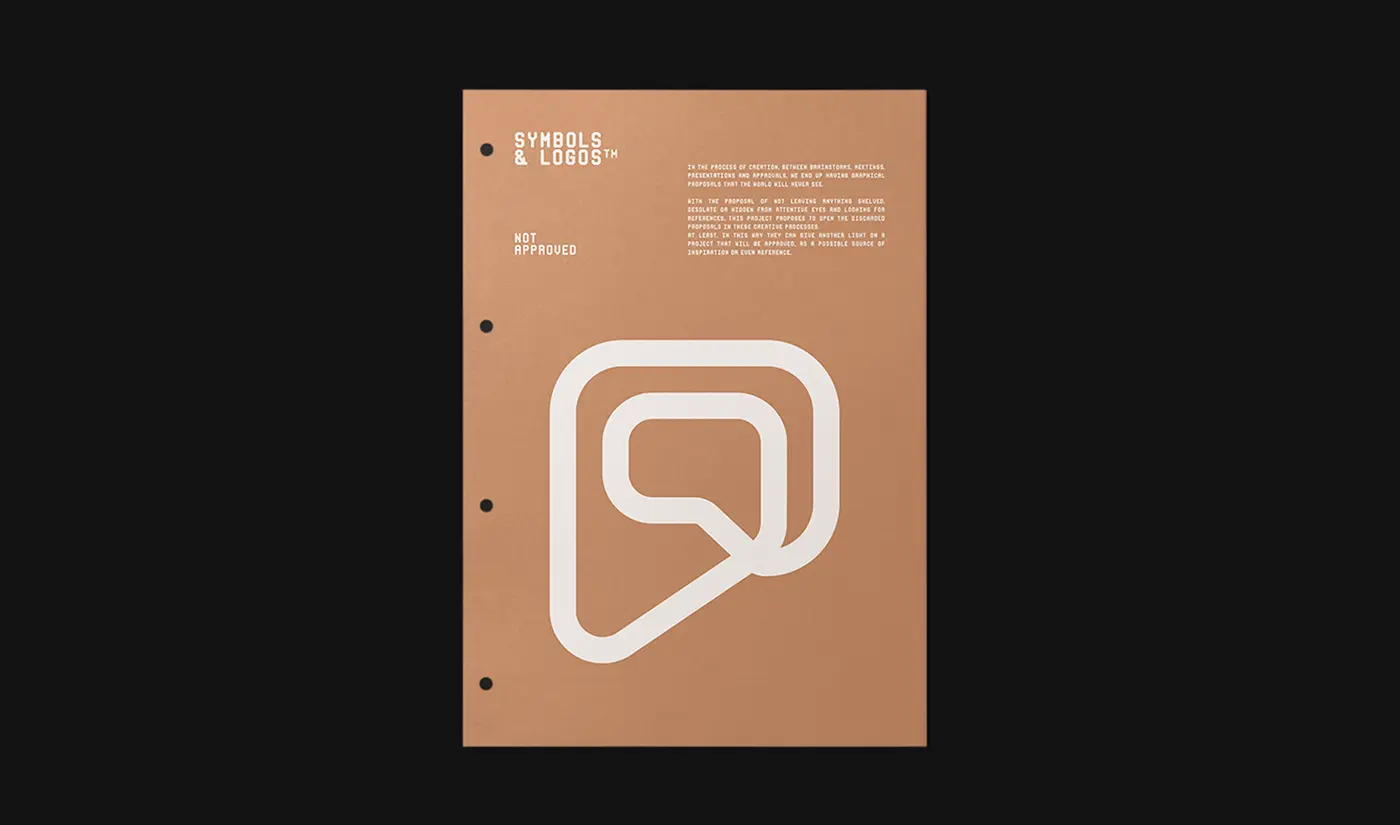 SYMBOLS
& LOGOS™
NOT
APPROVED
IN THE PROCESS OF CREATION, BETWEEN BRAINSTORMS, MEETINGS,
PRESENTATIONS AND APPROVALS, WE END UP HAVING GRAPHICAL
PROPOSALS THAT THE WORLD WILL NEVER SEE.
WITH THE PROPOSAL OF NOT LEAVING ANYTHING SHELVED,
DESOLATE OR HIDDEN FROM ATTENTIVE EYES AND LOOKING FOR
REFERENCES, THIS PROJECT PROPOSES TO OPEN THE DISCARDED
PROPOSALS IN THESE CREATIVE PROCESSES.
AT LEAST, IN THIS WAY THEY CAN GIVE ANOTHER LIGHT ON A
PROJECT THAT WILL BE APPROVED, AS A POSSIBLE SOURCE OF
INSPIRATION OR EVEN REFERENCE.